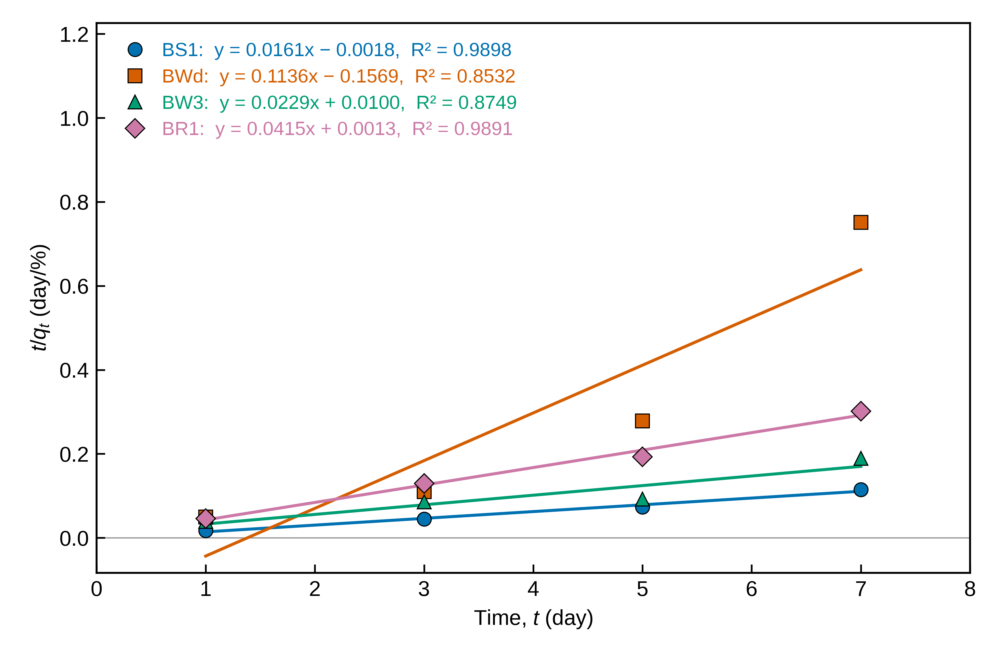 1.2
1.0
0.8
0.6
0.4
0.2
0.0
t/qt (day/%)
BS1: y = 0.0161x − 0.0018, R² = 0.9898
BWd: y = 0.1136x − 0.1569, R² = 0.8532
BW3: y = 0.0229x + 0.0100, R² = 0.8749
BR1: y = 0.0415x + 0.0013, R² = 0.9891
0 1 2 3 4 5 6 7 8
Time, t (day)